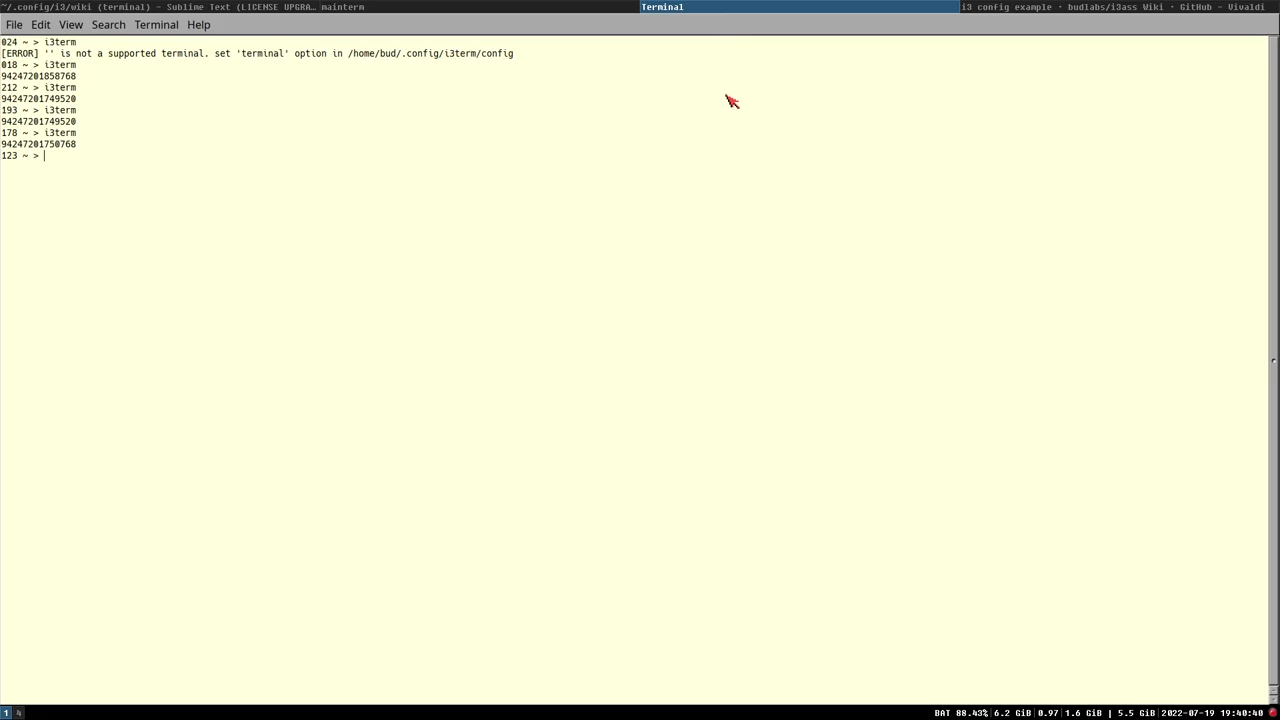 ~/.config/i3/wiki (terminal) - Sublime Text (LICENSE UPGRA… mainterm Terminal i3 config example · budlabs/i3ass Wiki · GitHub - Vivaldi
File Edit View Search Terminal Help
024 ~ > i3term
[ERROR] '' is not a supported terminal. set 'terminal' option in /home/bud/.config/i3term/config
018 ~ > i3term
94247201858768
212 ~ > i3term
94247201749520
193 ~ > i3term
94247201749520
178 ~ > i3term
94247201750768
123 ~ >
1 4 BAT 88.43% 6.2 GiB 0.97 1.6 GiB | 5.5 GiB 2022-07-19 19:40:40